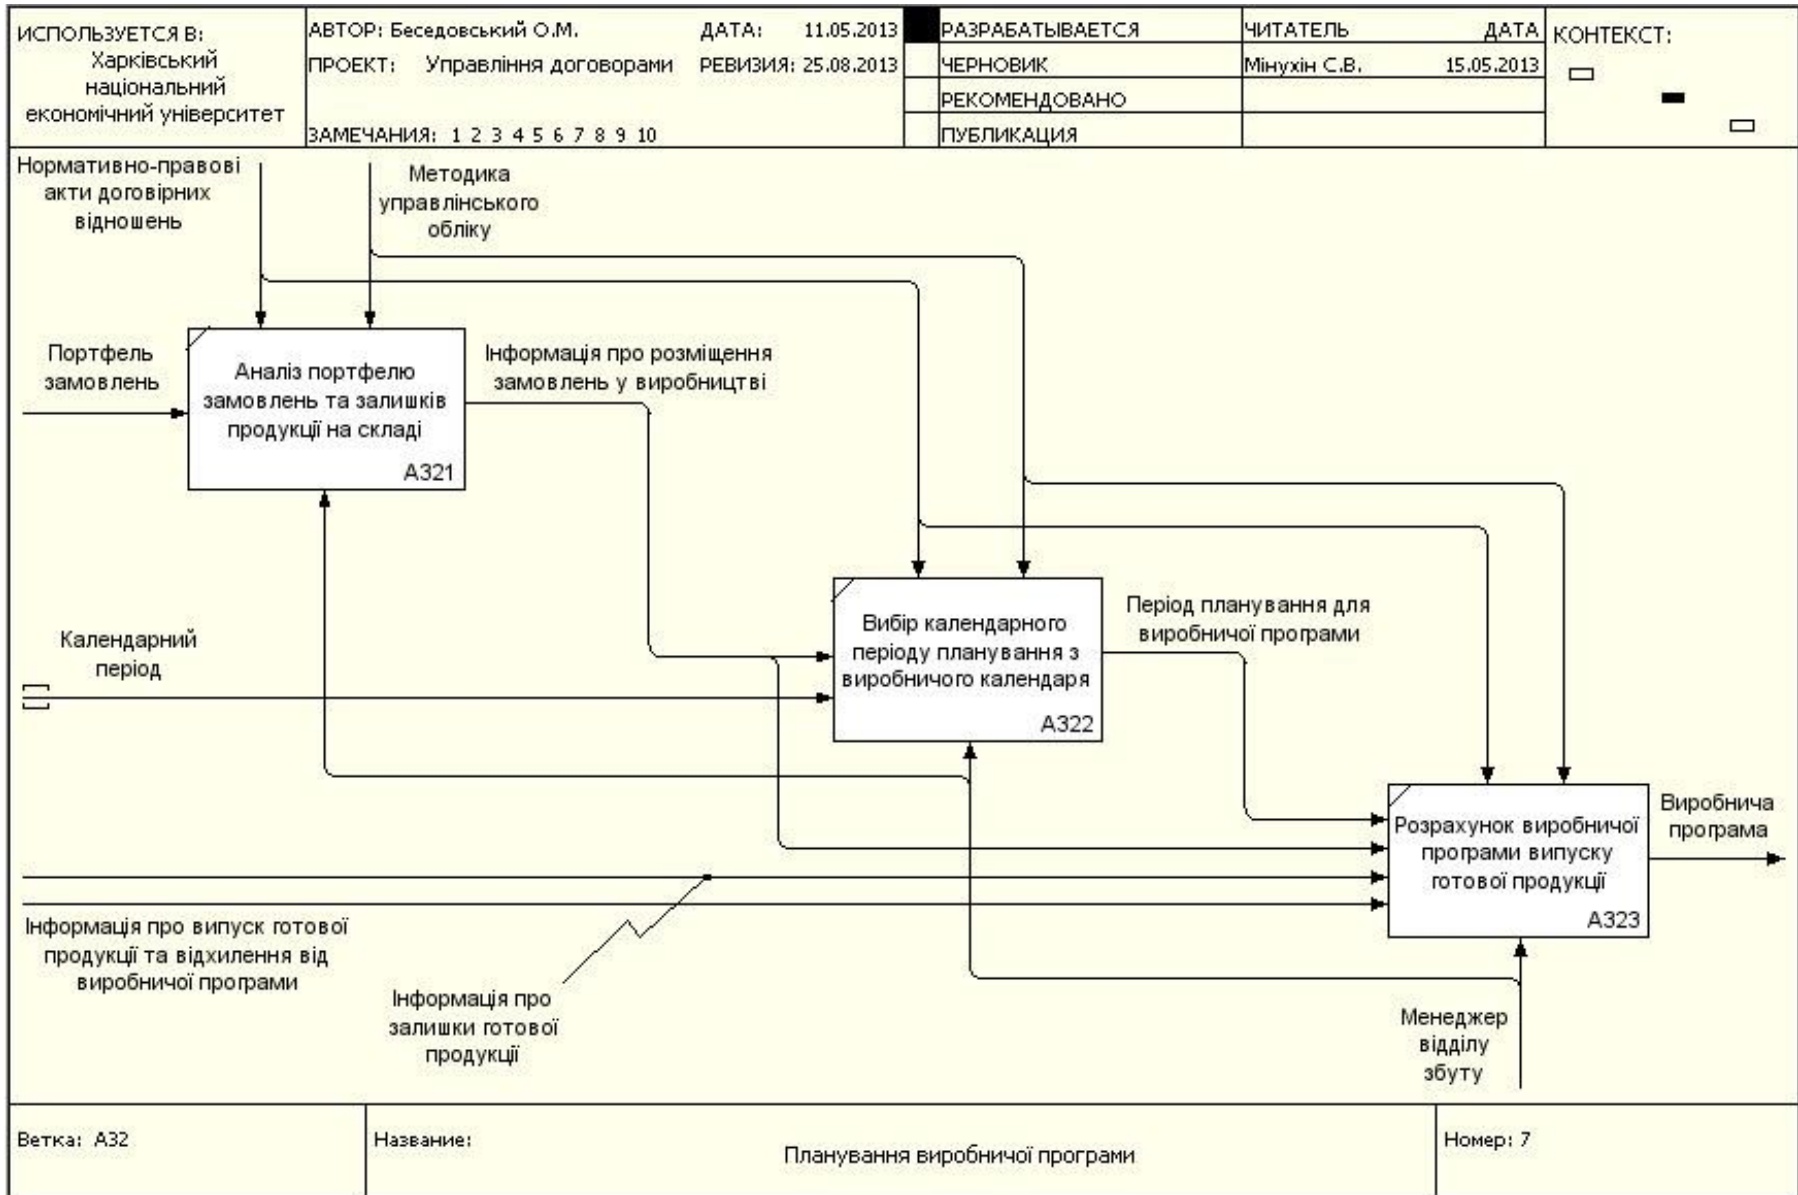 ИСПОЛЬЗУЕТСЯ В:
Харківський
національний
економічний університет
АВТОР: Беседовський О.М.
ДАТА: 11.05.2013
ПРОЕКТ: Управління договорами
РЕВИЗИЯ: 25.08.2013
ЗАМЕЧАНИЯ: 1 2 3 4 5 6 7 8 9 10
РАЗРАБАТЫВАЕТСЯ
ЧЕРНОВИК
РЕКОМЕНДОВАНО
ПУБЛИКАЦИЯ
ЧИТАТЕЛЬ ДАТА
Мінухін С.В. 15.05.2013
КОНТЕКСТ:
Нормативно-правові
акти договірних
відношень
Методика
управлінського
обліку
Портфель
замовлень
Аналіз портфелю
замовлень та залишків
продукції на складі
A321
Інформація про розміщення
замовлень у виробництві
Календарний
період
Вибір календарного
періоду планування з
виробничого календаря
A322
Період планування для
виробничої програми
Розрахунок виробничої
програми випуску
готової продукції
A323
Виробнича
програма
Інформація про випуск готової
продукції та відхилення від
виробничої програми
Інформація про
залишки готової
продукції
Менеджер
відділу
збуту
Ветка: A32
Название:
Планування виробничої програми
Номер: 7